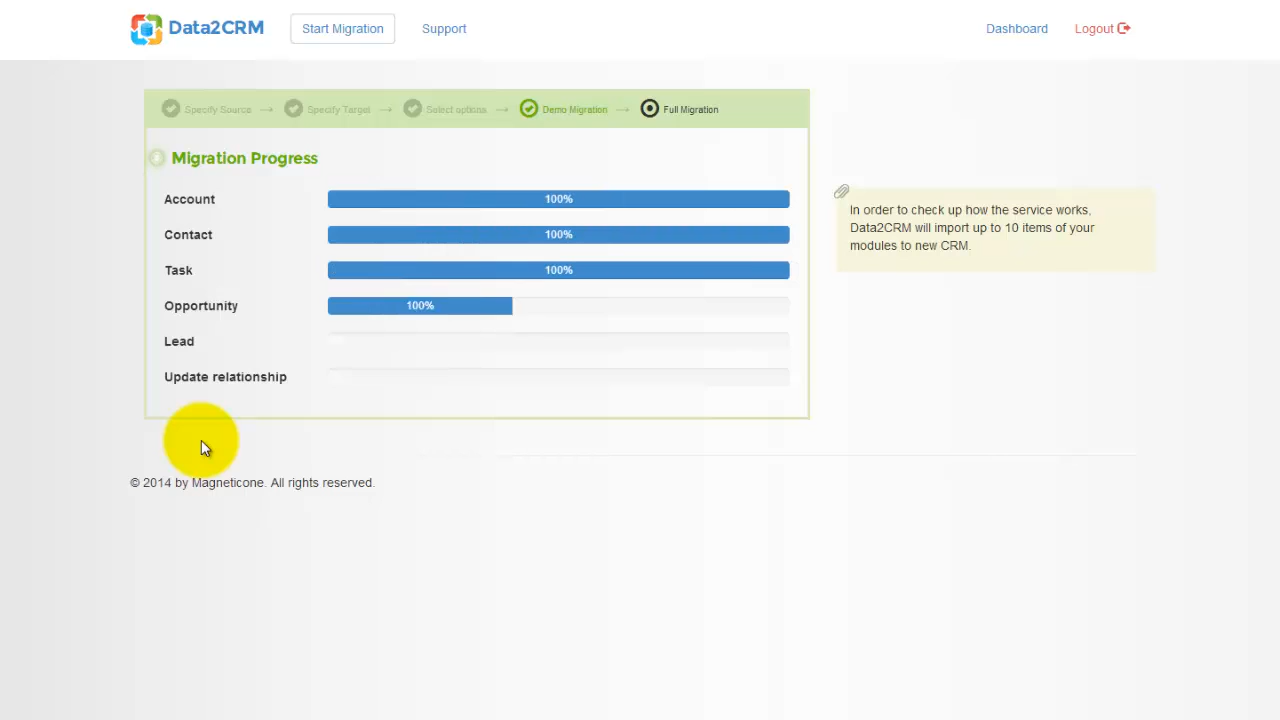 Data2CRM
Start Migration
Support
Dashboard
Logout
Specify Source → Specify Target → Select options → Demo Migration → Full Migration
Migration Progress
Account 100%
Contact 100%
Task 100%
Opportunity 100%
Lead
Update relationship
In order to check up how the service works,
Data2CRM will import up to 10 items of your
modules to new CRM.
© 2014 by Magneticone. All rights reserved.